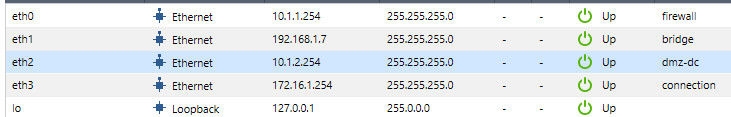 eth0 Ethernet 10.1.1.254 255.255.255.0 - - Up firewall
eth1 Ethernet 192.168.1.7 255.255.255.0 - - Up bridge
eth2 Ethernet 10.1.2.254 255.255.255.0 - - Up dmz-dc
eth3 Ethernet 172.16.1.254 255.255.255.0 - - Up connection
lo Loopback 127.0.0.1 255.0.0.0 - - Up